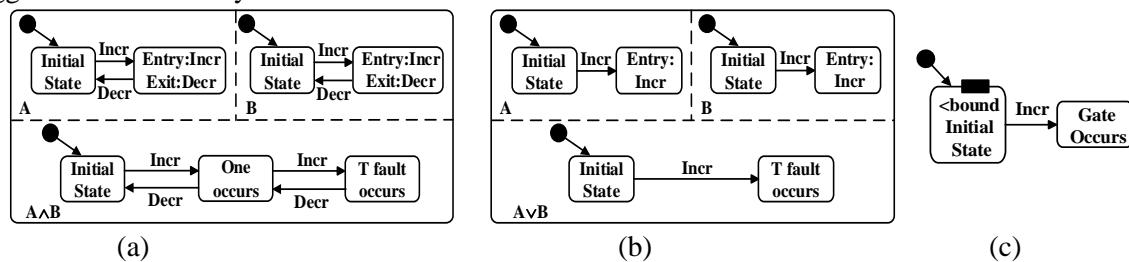 Incr
Initial
State
Entry:Incr
Exit:Decr
Decr
A
Incr
Initial
State
Entry:Incr
Exit:Decr
Decr
B
Initial
State
Incr
Decr
One
occurs
Incr
Decr
T fault
occurs
A∧B
(a)
Initial
State
Incr
Entry:
Incr
A
Initial
State
Incr
Entry:
Incr
B
Initial
State
Incr
T fault
occurs
A∨B
(b)
<bound
Initial
State
Incr
Gate
Occurs
(c)